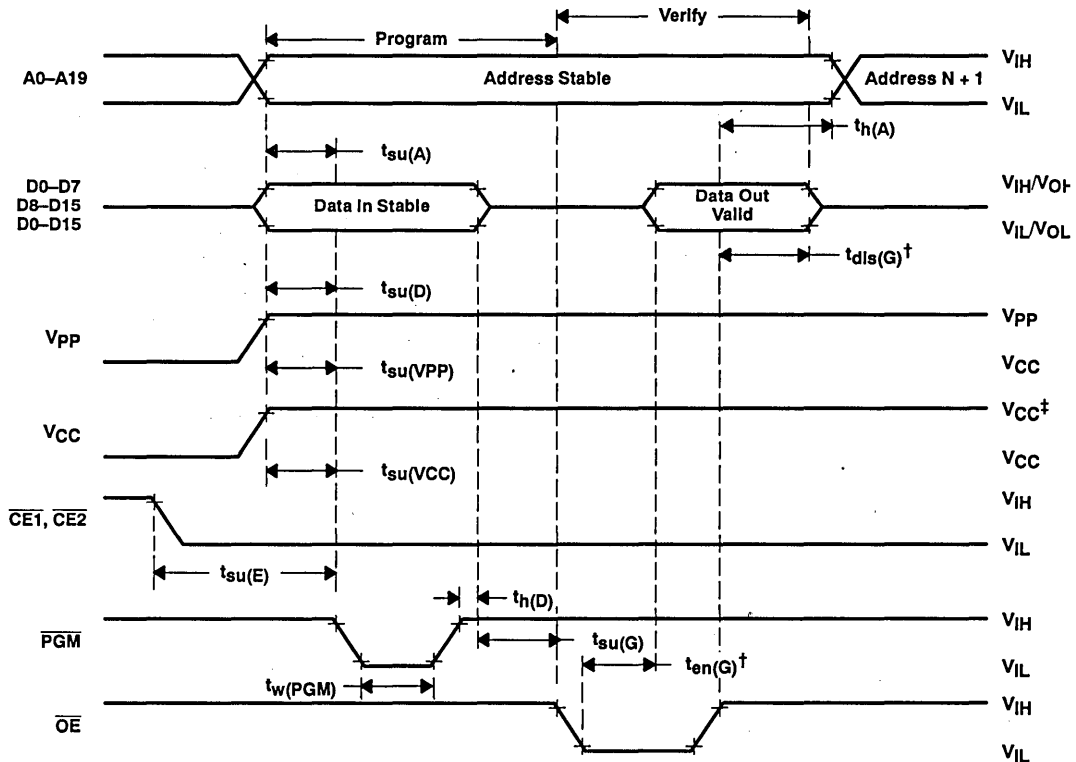 Verify
Program
A0–A19 Address Stable Address N + 1 VIH
VIL
th(A)
tsu(A)
D0–D7 VIH/VOH
D8–D15 Data In Stable Data Out Valid
D0–D15 VIL/VOL
tdis(G)†
tsu(D)
VPP VPP
tsu(VPP) VCC
VCC VCC‡
tsu(VCC) VCC
CE1, CE2 VIH
VIL
tsu(E)
th(D)
PGM VIH
tsu(G)
ten(G)† VIL
tw(PGM)
OE VIH
VIL